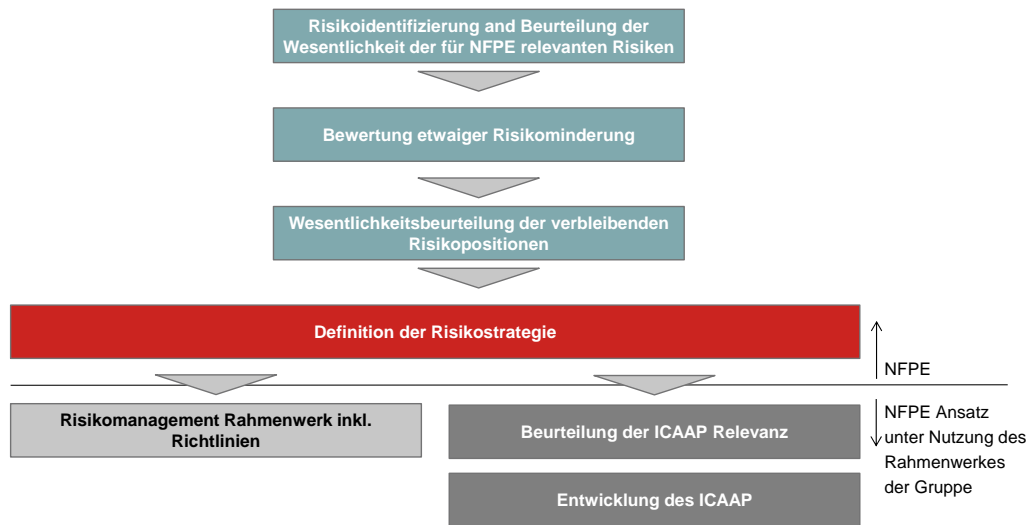 Risikoidentifizierung and Beurteilung der
Wesentlichkeit der für NFPE relevanten Risiken
Bewertung etwaiger Risikominderung
Wesentlichkeitsbeurteilung der verbleibenden
Risikopositionen
Definition der Risikostrategie
NFPE
Risikomanagement Rahmenwerk inkl.
Richtlinien
Beurteilung der ICAAP Relevanz
NFPE Ansatz
unter Nutzung des
Rahmenwerkes
der Gruppe
Entwicklung des ICAAP